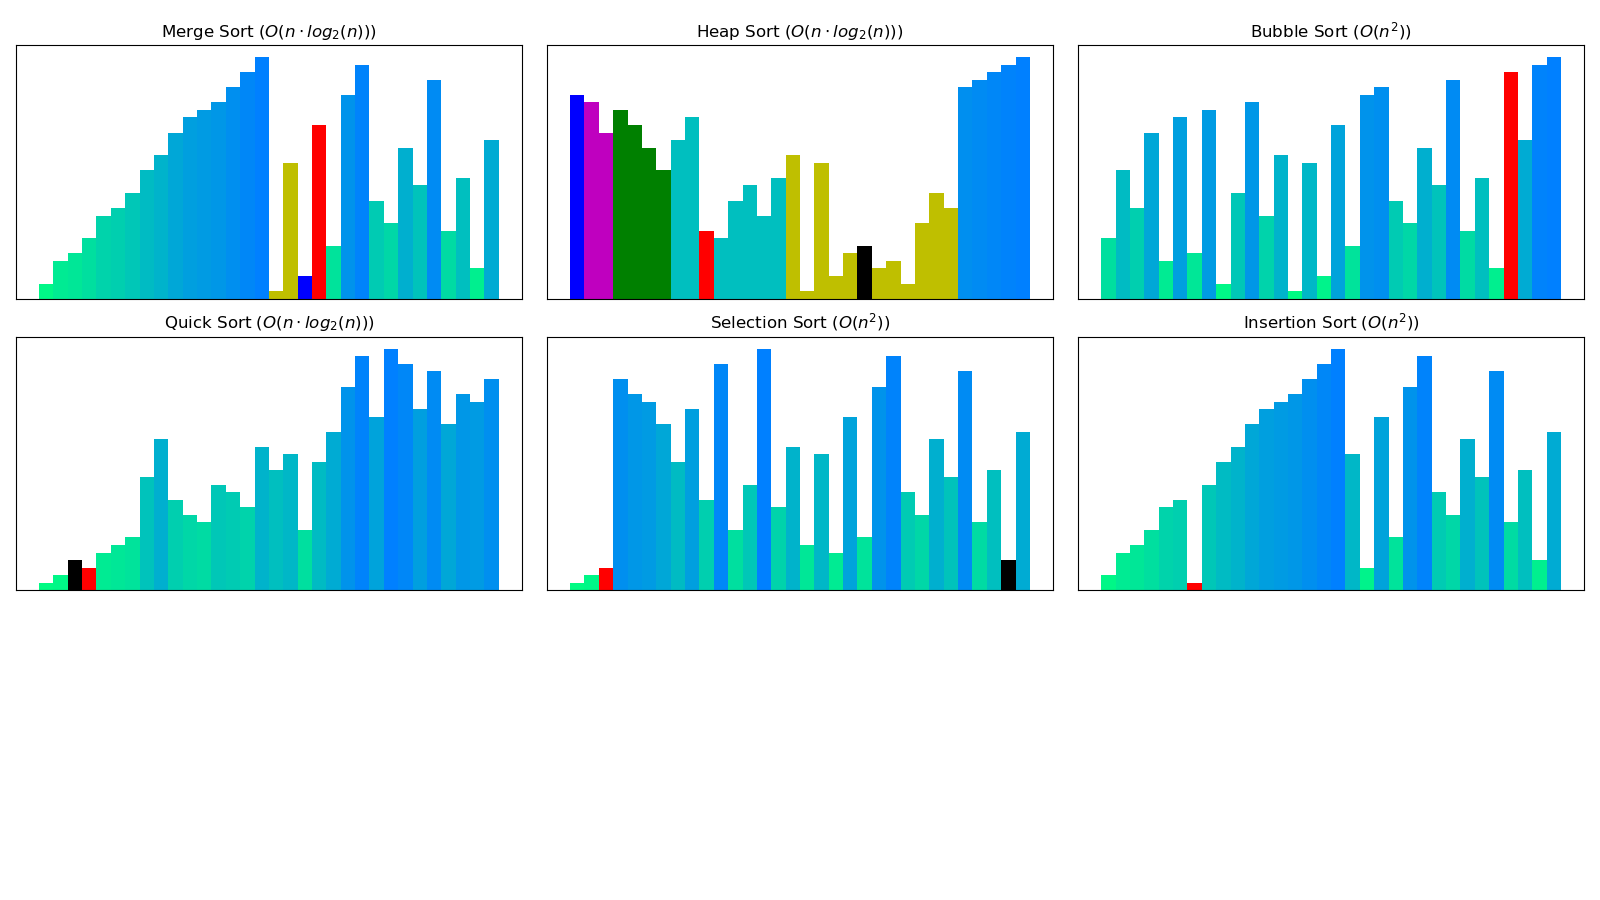 Merge Sort (O(n · log₂(n)))
Heap Sort (O(n · log₂(n)))
Bubble Sort (O(n²))
Quick Sort (O(n · log₂(n)))
Selection Sort (O(n²))
Insertion Sort (O(n²))